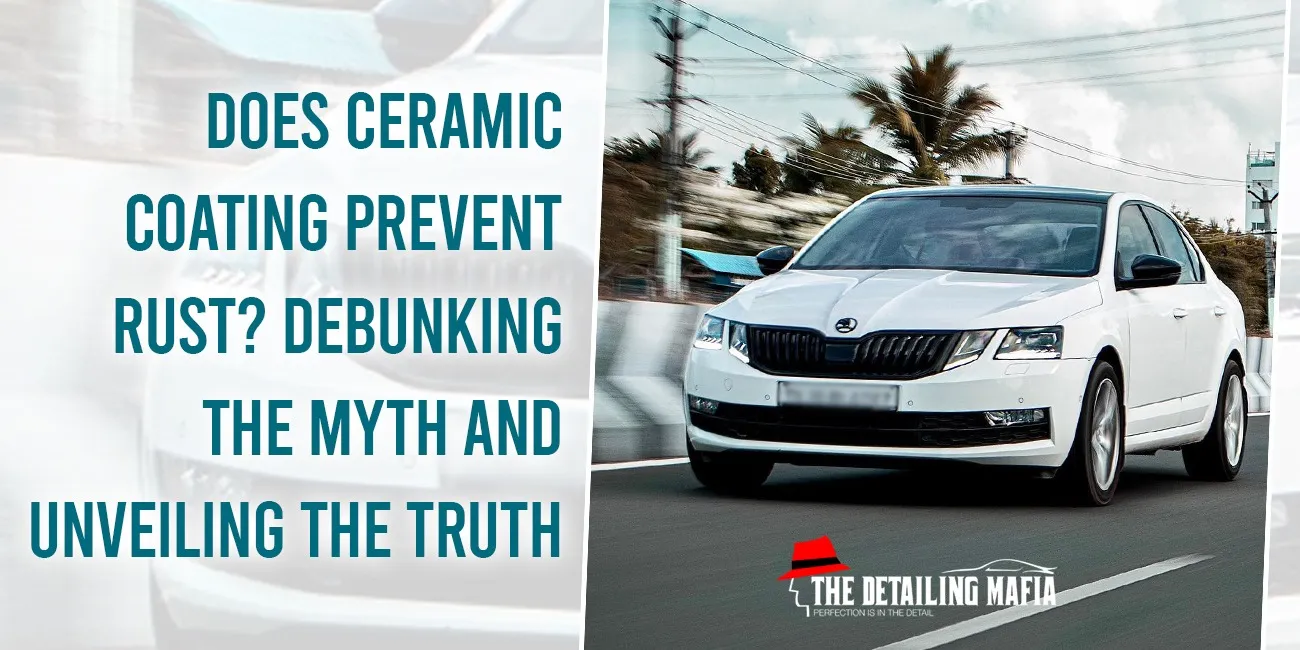 DOES CERAMIC
COATING PREVENT
RUST? DEBUNKING
THE MYTH AND
UNVEILING THE TRUTH
THE DETAILING MAFIA
PERFECTION IS IN THE DETAIL